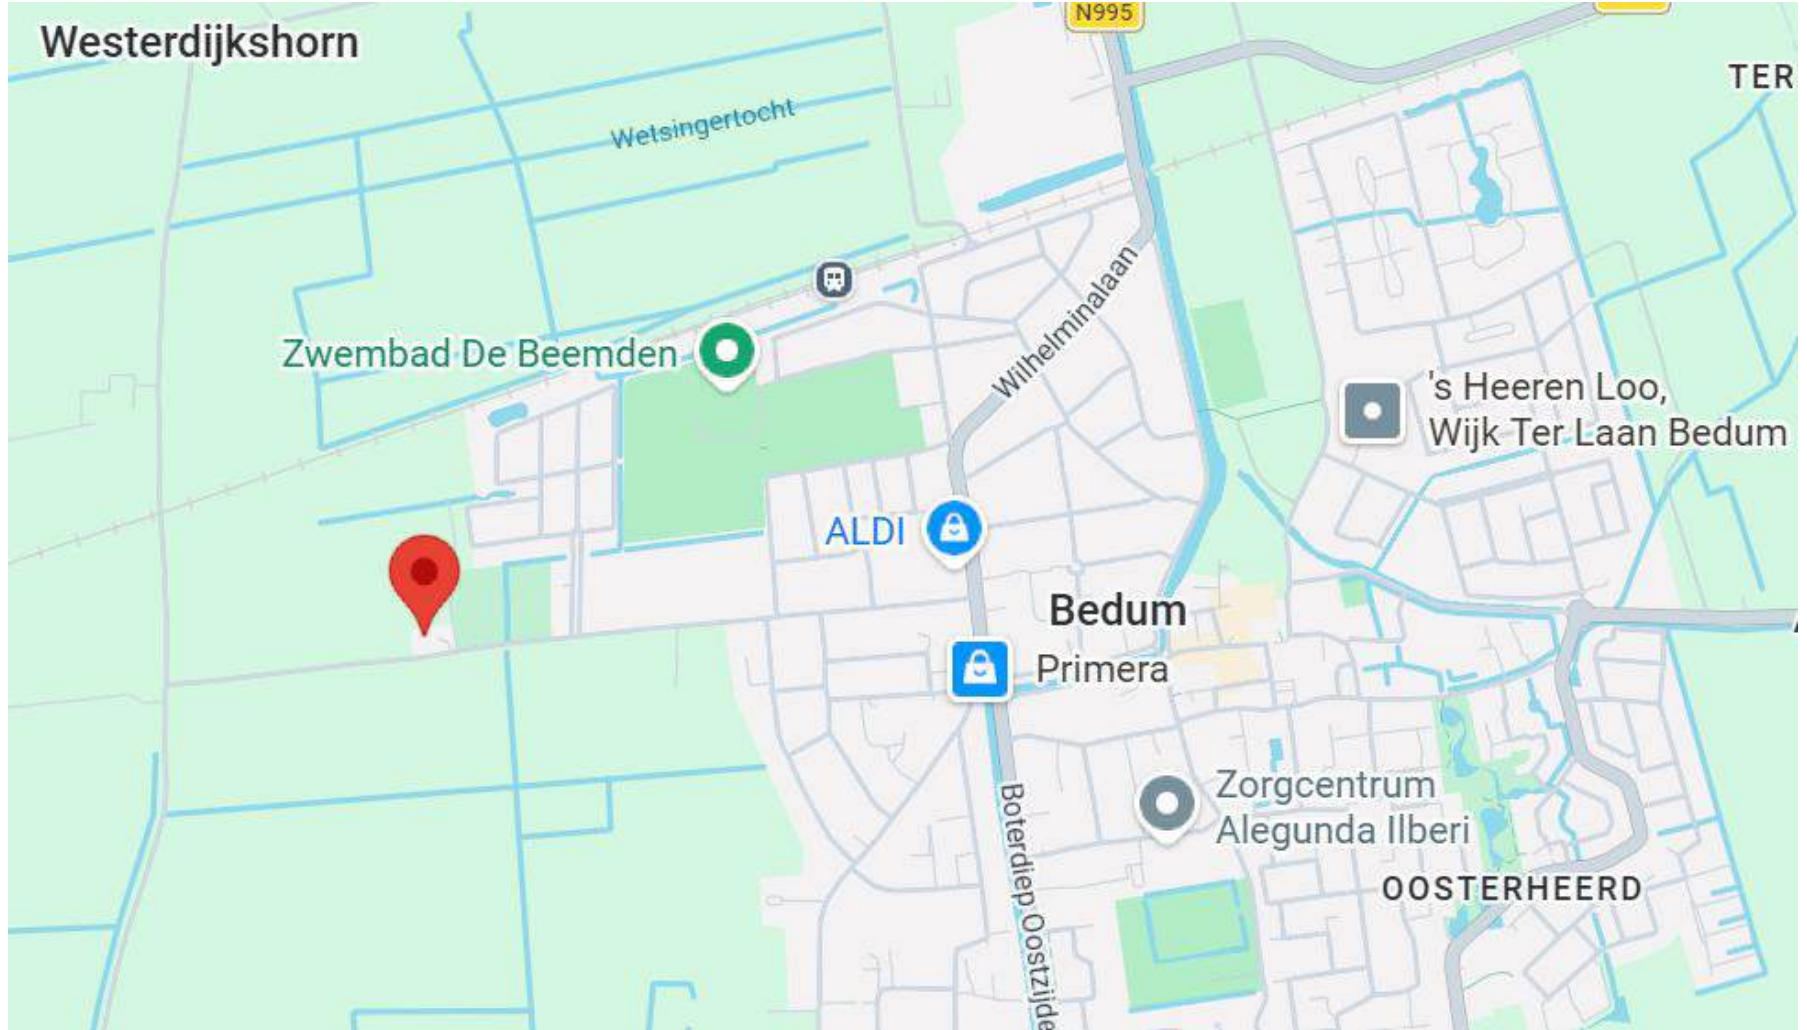 N995
Westerdijkshorn
TER
Wetsingertocht
Wilhelminalaan
Zwembad De Beemden
's Heeren Loo,
Wijk Ter Laan Bedum
ALDI
Bedum
Primera
Zorgcentrum
Alegunda Ilberi
Boterdiep Oostzijde
OOSTERHEERD